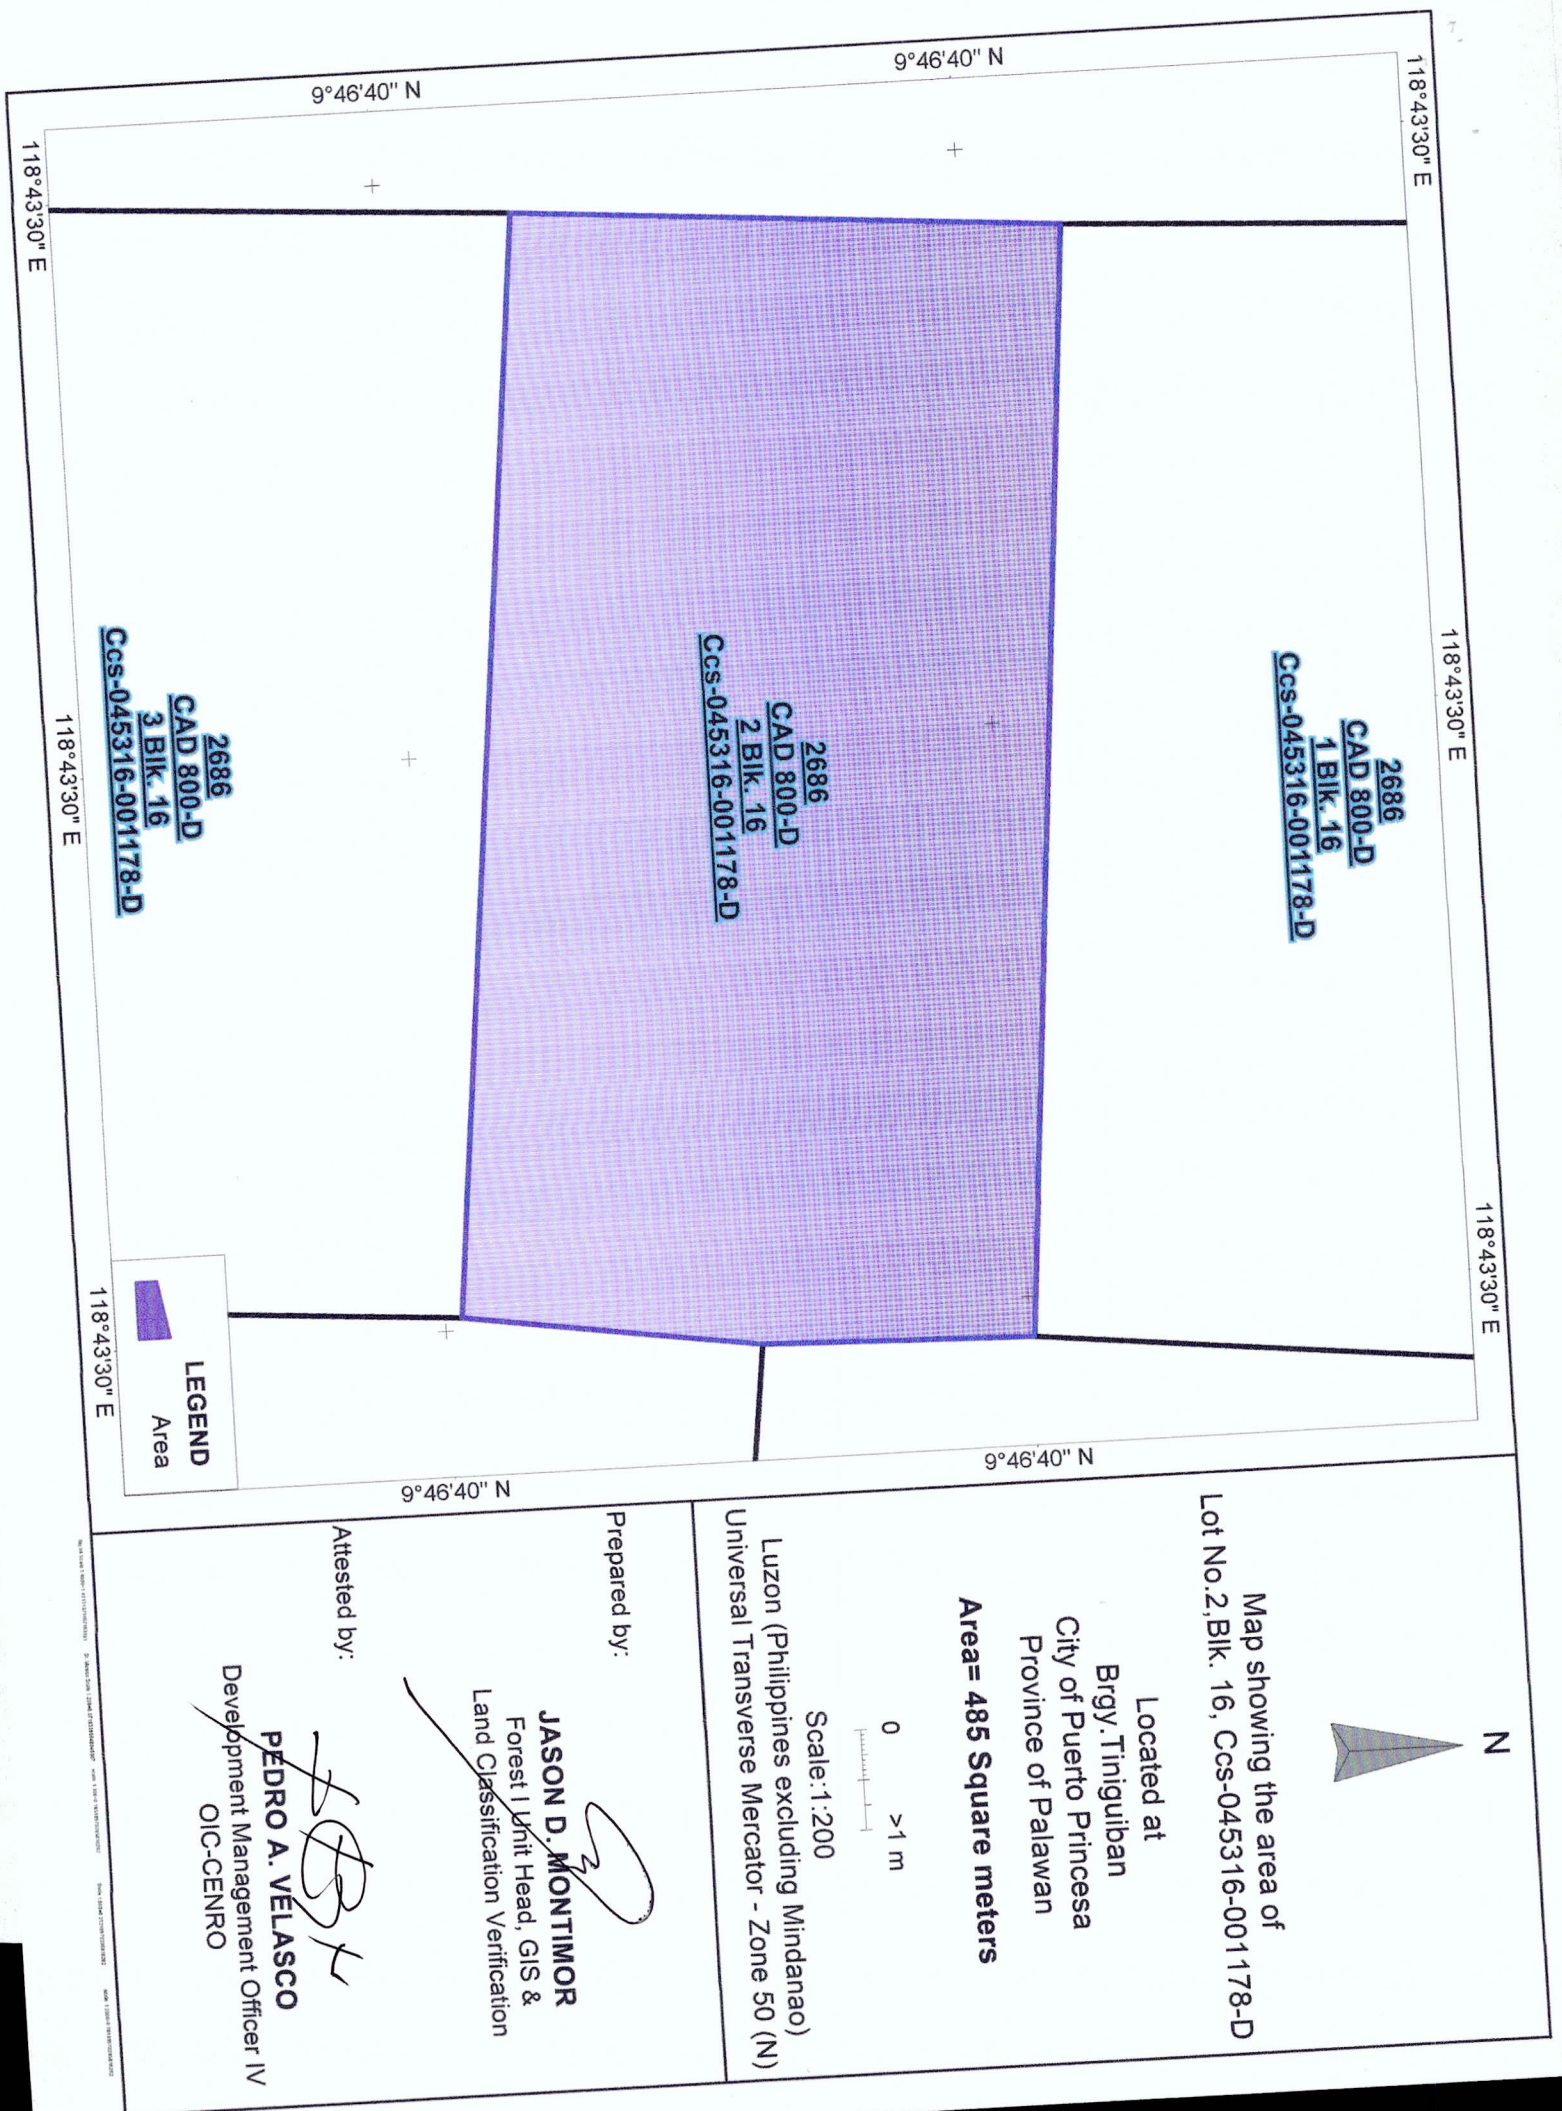 118°43'30" E
118°43'30" E
118°43'30" E
9°46'40" N
9°46'40" N
2686
CAD 800-D
1 Blk. 16
Ccs-045316-001178-D
2686
CAD 800-D
2 Blk. 16
Ccs-045316-001178-D
2686
CAD 800-D
3 Blk. 16
Ccs-045316-001178-D
9°46'40" N
9°46'40" N
118°43'30" E
118°43'30" E
118°43'30" E
LEGEND
Area
N
Map showing the area of
Lot No.2,Blk. 16, Ccs-045316-001178-D
Located at
Brgy.Tiniguiban
City of Puerto Princesa
Province of Palawan
Area= 485 Square meters
0 >1 m
Scale:1:200
Luzon (Philippines excluding Mindanao)
Universal Transverse Mercator - Zone 50 (N)
Prepared by:
JASON D. MONTIMOR
Forest I Unit Head, GIS &
Land Classification Verification
Attested by:
PEDRO A. VELASCO
Development Management Officer IV
OIC-CENRO